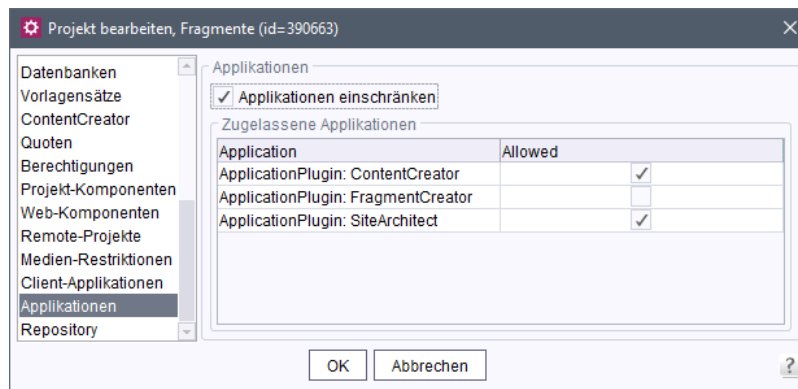 Projekt bearbeiten, Fragmente (id=390663)
Datenbanken
Vorlagensätze
ContentCreator
Quoten
Berechtigungen
Projekt-Komponenten
Web-Komponenten
Remote-Projekte
Medien-Restriktionen
Client-Applikationen
Applikationen
Repository
Applikationen
Applikationen einschränken
Zugelassene Applikationen
Application Allowed
ApplicationPlugin: ContentCreator
ApplicationPlugin: FragmentCreator
ApplicationPlugin: SiteArchitect
OK Abbrechen ?